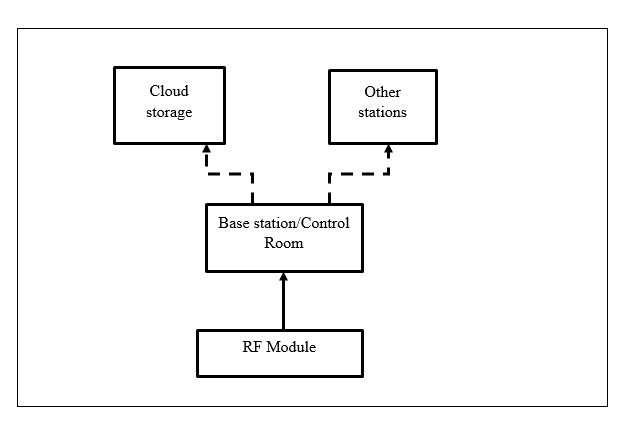 Cloud
storage
Other
stations
Base station/Control
Room
RF Module